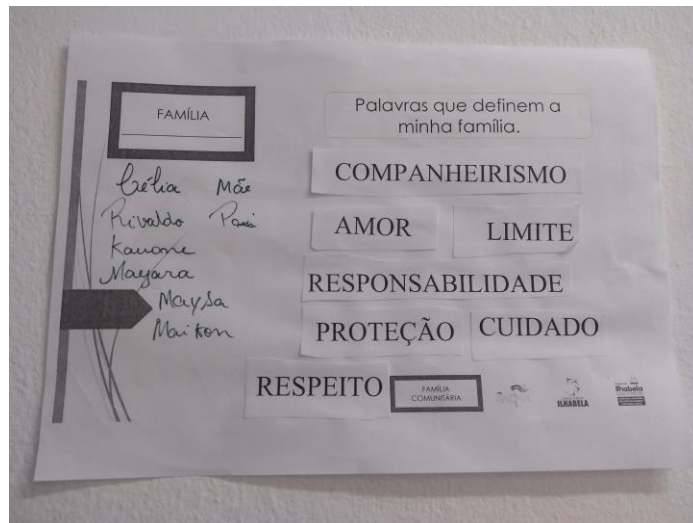 FAMÍLIA
Célia Mãe
Rivaldo Pai
Kauane
Mayara
Maysa
Maikon
Palavras que definem a
minha família.
COMPANHEIRISMO
AMOR LIMITE
RESPONSABILIDADE
PROTEÇÃO CUIDADO
RESPEITO
FAMÍLIA
COMUNITÁRIA
ILHABELA
Ilhabela